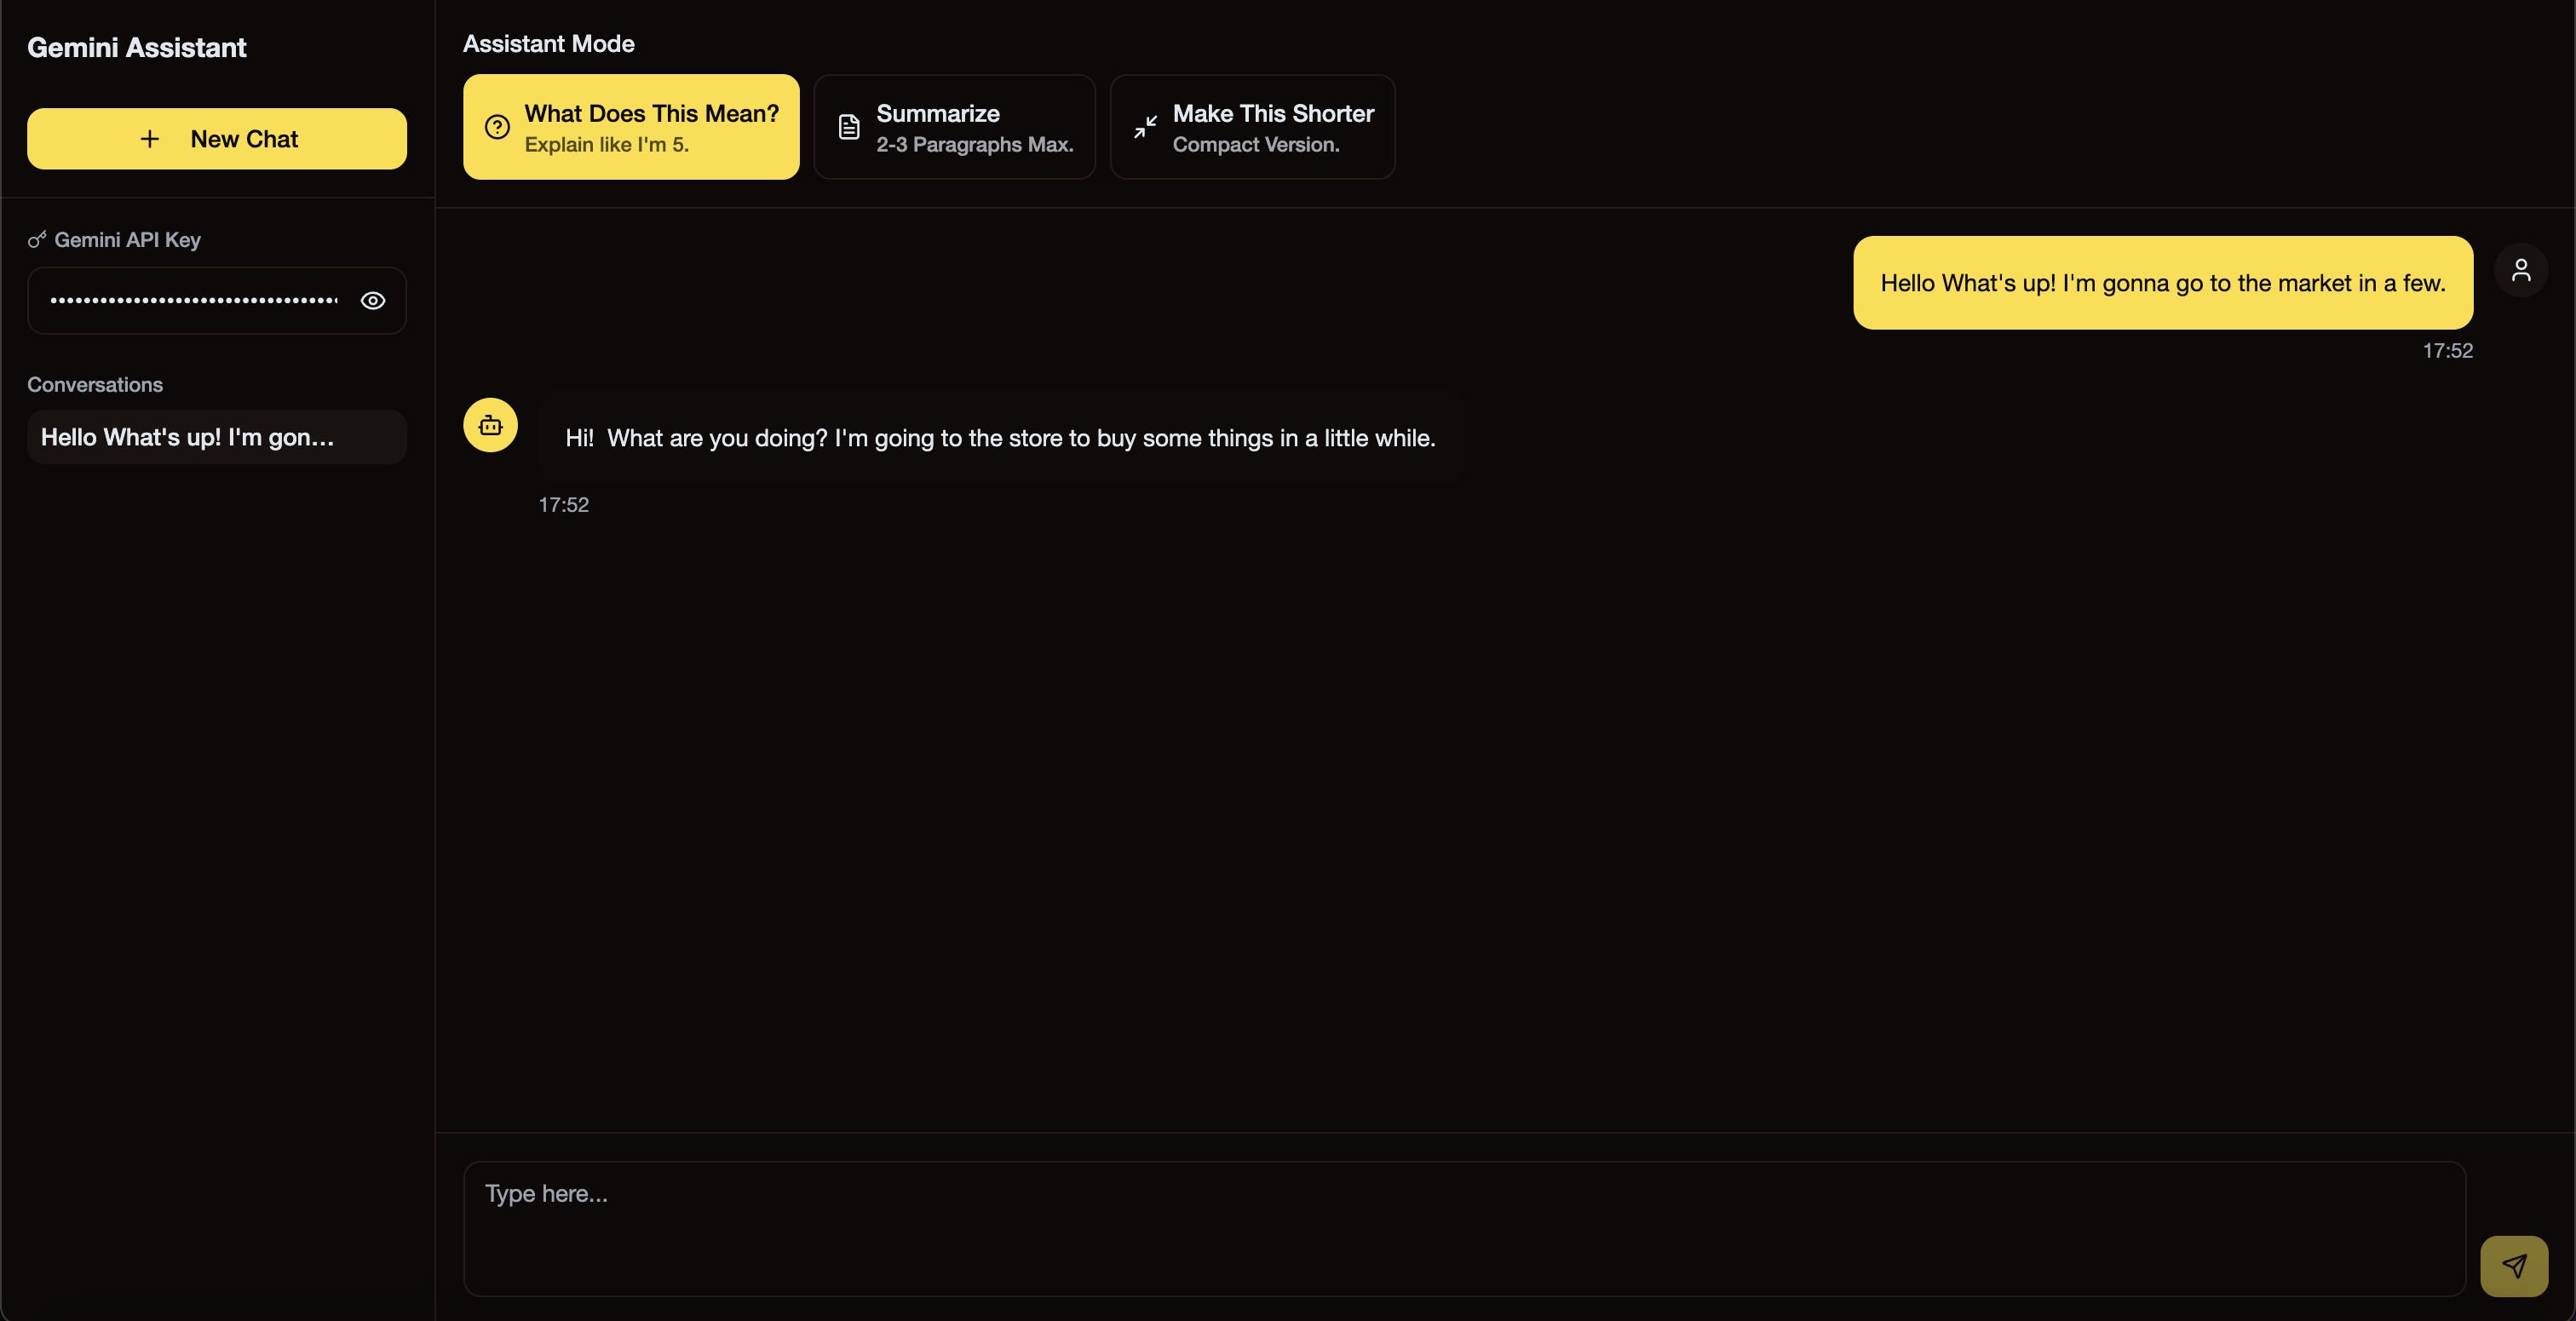 Gemini Assistant
New Chat
Gemini API Key
Conversations
Hello What's up! I'm gon...
Assistant Mode
What Does This Mean?
Explain like I'm 5.
Summarize
2-3 Paragraphs Max.
Make This Shorter
Compact Version.
Hello What's up! I'm gonna go to the market in a few.
17:52
Hi!  What are you doing? I'm going to the store to buy some things in a little while.
17:52
Type here...